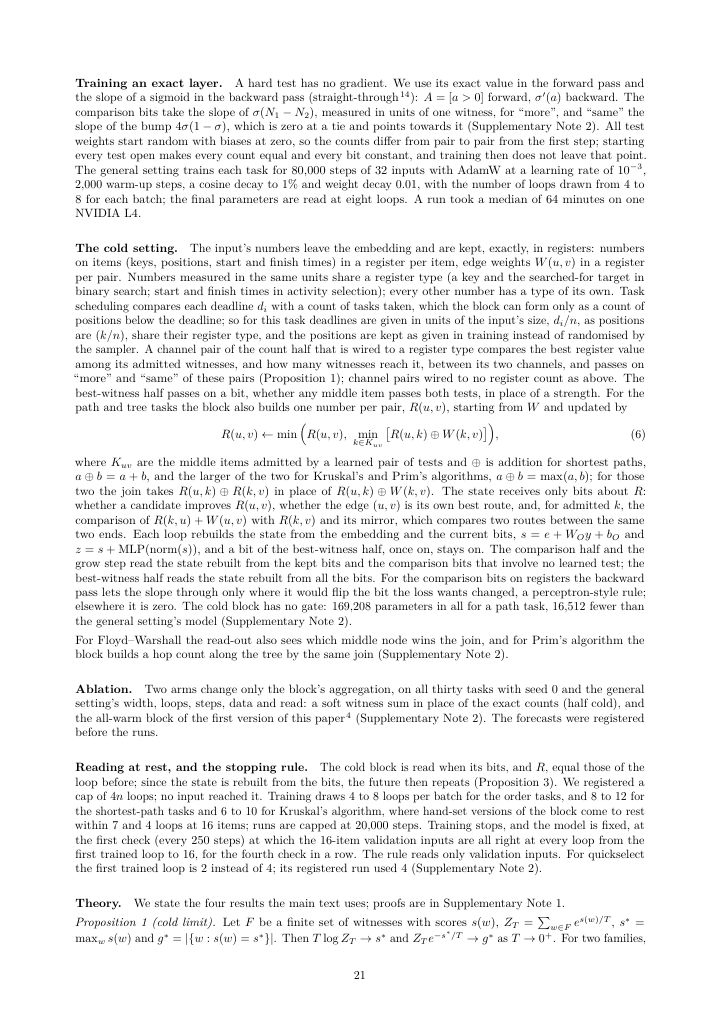 Training an exact layer. A hard test has no gradient. We use its exact value in the forward pass and
the slope of a sigmoid in the backward pass (straight-through¹⁴): A = [a > 0] forward, σ′(a) backward. The
comparison bits take the slope of σ(N₁ − N₂), measured in units of one witness, for “more”, and “same” the
slope of the bump 4σ(1 − σ), which is zero at a tie and points towards it (Supplementary Note 2). All test
weights start random with biases at zero, so the counts differ from pair to pair from the first step; starting
every test open makes every count equal and every bit constant, and training then does not leave that point.
The general setting trains each task for 80,000 steps of 32 inputs with AdamW at a learning rate of 10⁻³,
2,000 warm-up steps, a cosine decay to 1% and weight decay 0.01, with the number of loops drawn from 4 to
8 for each batch; the final parameters are read at eight loops. A run took a median of 64 minutes on one
NVIDIA L4.
The cold setting. The input’s numbers leave the embedding and are kept, exactly, in registers: numbers
on items (keys, positions, start and finish times) in a register per item, edge weights W(u, v) in a register
per pair. Numbers measured in the same units share a register type (a key and the searched-for target in
binary search; start and finish times in activity selection); every other number has a type of its own. Task
scheduling compares each deadline dᵢ with a count of tasks taken, which the block can form only as a count of
positions below the deadline; so for this task deadlines are given in units of the input’s size, dᵢ/n, as positions
are (k/n), share their register type, and the positions are kept as given in training instead of randomised by
the sampler. A channel pair of the count half that is wired to a register type compares the best register value
among its admitted witnesses, and how many witnesses reach it, between its two channels, and passes on
“more” and “same” of these pairs (Proposition 1); channel pairs wired to no register count as above. The
best-witness half passes on a bit, whether any middle item passes both tests, in place of a strength. For the
path and tree tasks the block also builds one number per pair, R(u, v), starting from W and updated by
R(u, v) ← min ( R(u, v), min_{k∈K_{uv}} [R(u, k) ⊕ W(k, v)] ), (6)
where K_{uv} are the middle items admitted by a learned pair of tests and ⊕ is addition for shortest paths,
a ⊕ b = a + b, and the larger of the two for Kruskal’s and Prim’s algorithms, a ⊕ b = max(a, b); for those
two the join takes R(u, k) ⊕ R(k, v) in place of R(u, k) ⊕ W(k, v). The state receives only bits about R:
whether a candidate improves R(u, v), whether the edge (u, v) is its own best route, and, for admitted k, the
comparison of R(k, u) + W(u, v) with R(k, v) and its mirror, which compares two routes between the same
two ends. Each loop rebuilds the state from the embedding and the current bits, s = e + W_O y + b_O and
z = s + MLP(norm(s)), and a bit of the best-witness half, once on, stays on. The comparison half and the
grow step read the state rebuilt from the kept bits and the comparison bits that involve no learned test; the
best-witness half reads the state rebuilt from all the bits. For the comparison bits on registers the backward
pass lets the slope through only where it would flip the bit the loss wants changed, a perceptron-style rule;
elsewhere it is zero. The cold block has no gate: 169,208 parameters in all for a path task, 16,512 fewer than
the general setting’s model (Supplementary Note 2).
For Floyd–Warshall the read-out also sees which middle node wins the join, and for Prim’s algorithm the
block builds a hop count along the tree by the same join (Supplementary Note 2).
Ablation. Two arms change only the block’s aggregation, on all thirty tasks with seed 0 and the general
setting’s width, loops, steps, data and read: a soft witness sum in place of the exact counts (half cold), and
the all-warm block of the first version of this paper⁴ (Supplementary Note 2). The forecasts were registered
before the runs.
Reading at rest, and the stopping rule. The cold block is read when its bits, and R, equal those of the
loop before; since the state is rebuilt from the bits, the future then repeats (Proposition 3). We registered a
cap of 4n loops; no input reached it. Training draws 4 to 8 loops per batch for the order tasks, and 8 to 12 for
the shortest-path tasks and 6 to 10 for Kruskal’s algorithm, where hand-set versions of the block come to rest
within 7 and 4 loops at 16 items; runs are capped at 20,000 steps. Training stops, and the model is fixed, at
the first check (every 250 steps) at which the 16-item validation inputs are all right at every loop from the
first trained loop to 16, for the fourth check in a row. The rule reads only validation inputs. For quickselect
the first trained loop is 2 instead of 4; its registered run used 4 (Supplementary Note 2).
Theory. We state the four results the main text uses; proofs are in Supplementary Note 1.
Proposition 1 (cold limit). Let F be a finite set of witnesses with scores s(w), Z_T = ∑_{w∈F} e^{s(w)/T}, s* =
max_w s(w) and g* = |{w : s(w) = s*}|. Then T log Z_T → s* and Z_T e^{−s*/T} → g* as T → 0⁺. For two families,
21